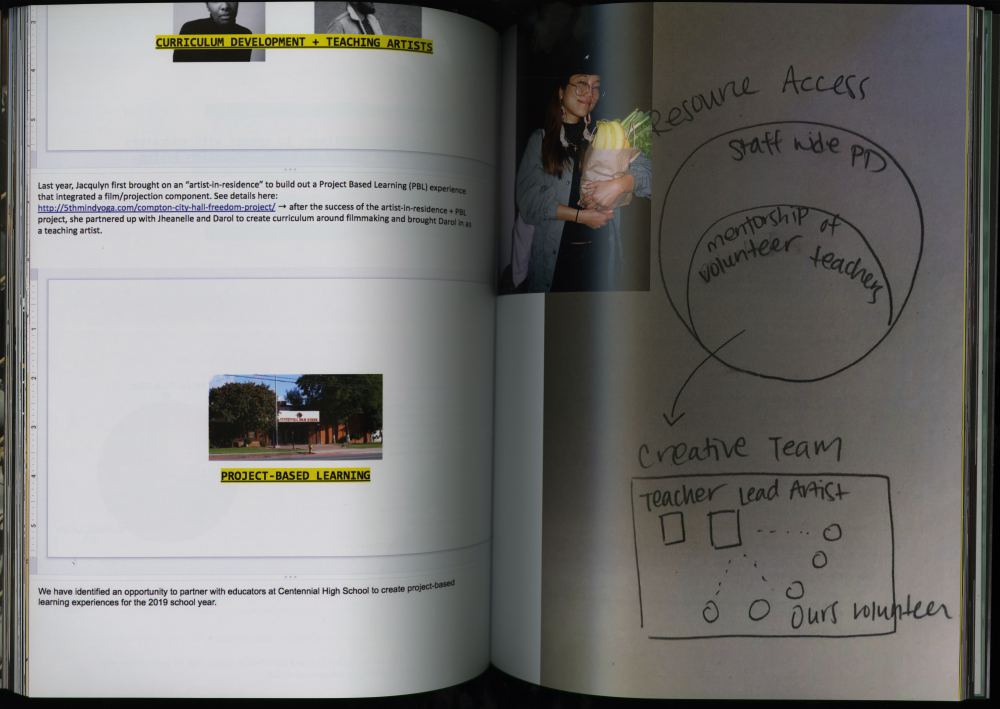 CURRICULUM DEVELOPMENT + TEACHING ARTISTS
Last year, Jacqulyn first brought on an "artist-in-residence" to build out a Project Based Learning (PBL) experience
that integrated a film/projection component. See details here:
http://5thmindyoga.com/compton-city-hall-freedom-project/ → after the success of the artist-in-residence + PBL
project, she partnered up with Jheanelle and Darol to create curriculum around filmmaking and brought Darol in as
a teaching artist.
PROJECT-BASED LEARNING
We have identified an opportunity to partner with educators at Centennial High School to create project-based
learning experiences for the 2019 school year.
Resource Access
Staff wide PD
mentorship of
volunteer teachers
Creative Team
Teacher Lead Artist
Ours volunteer